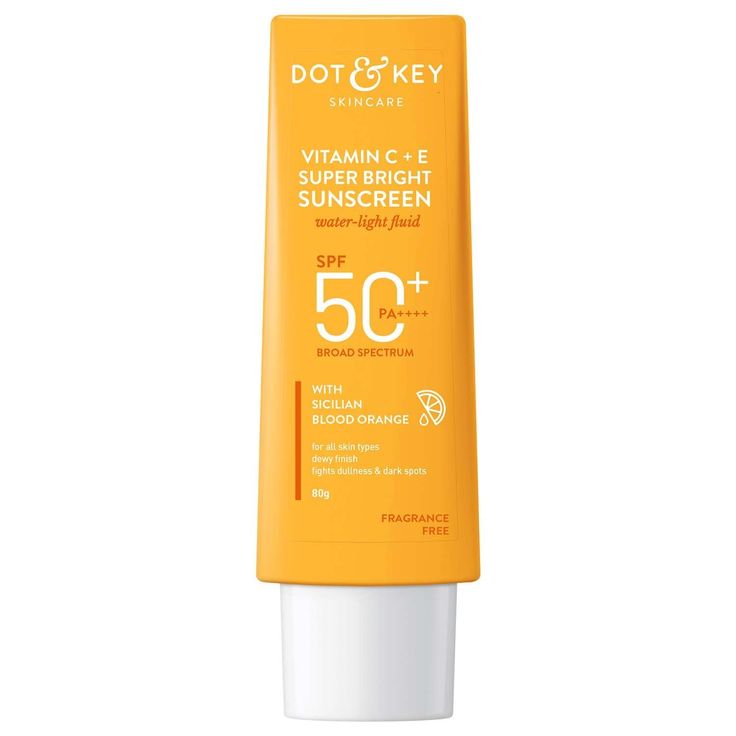 DOT & KEY
SKINCARE
VITAMIN C + E
SUPER BRIGHT
SUNSCREEN
water-light fluid
SPF
50+
PA++++
BROAD SPECTRUM
WITH
SICILIAN
BLOOD ORANGE
for all skin types
dewy finish
fights dullness & dark spots
80g
FRAGRANCE
FREE